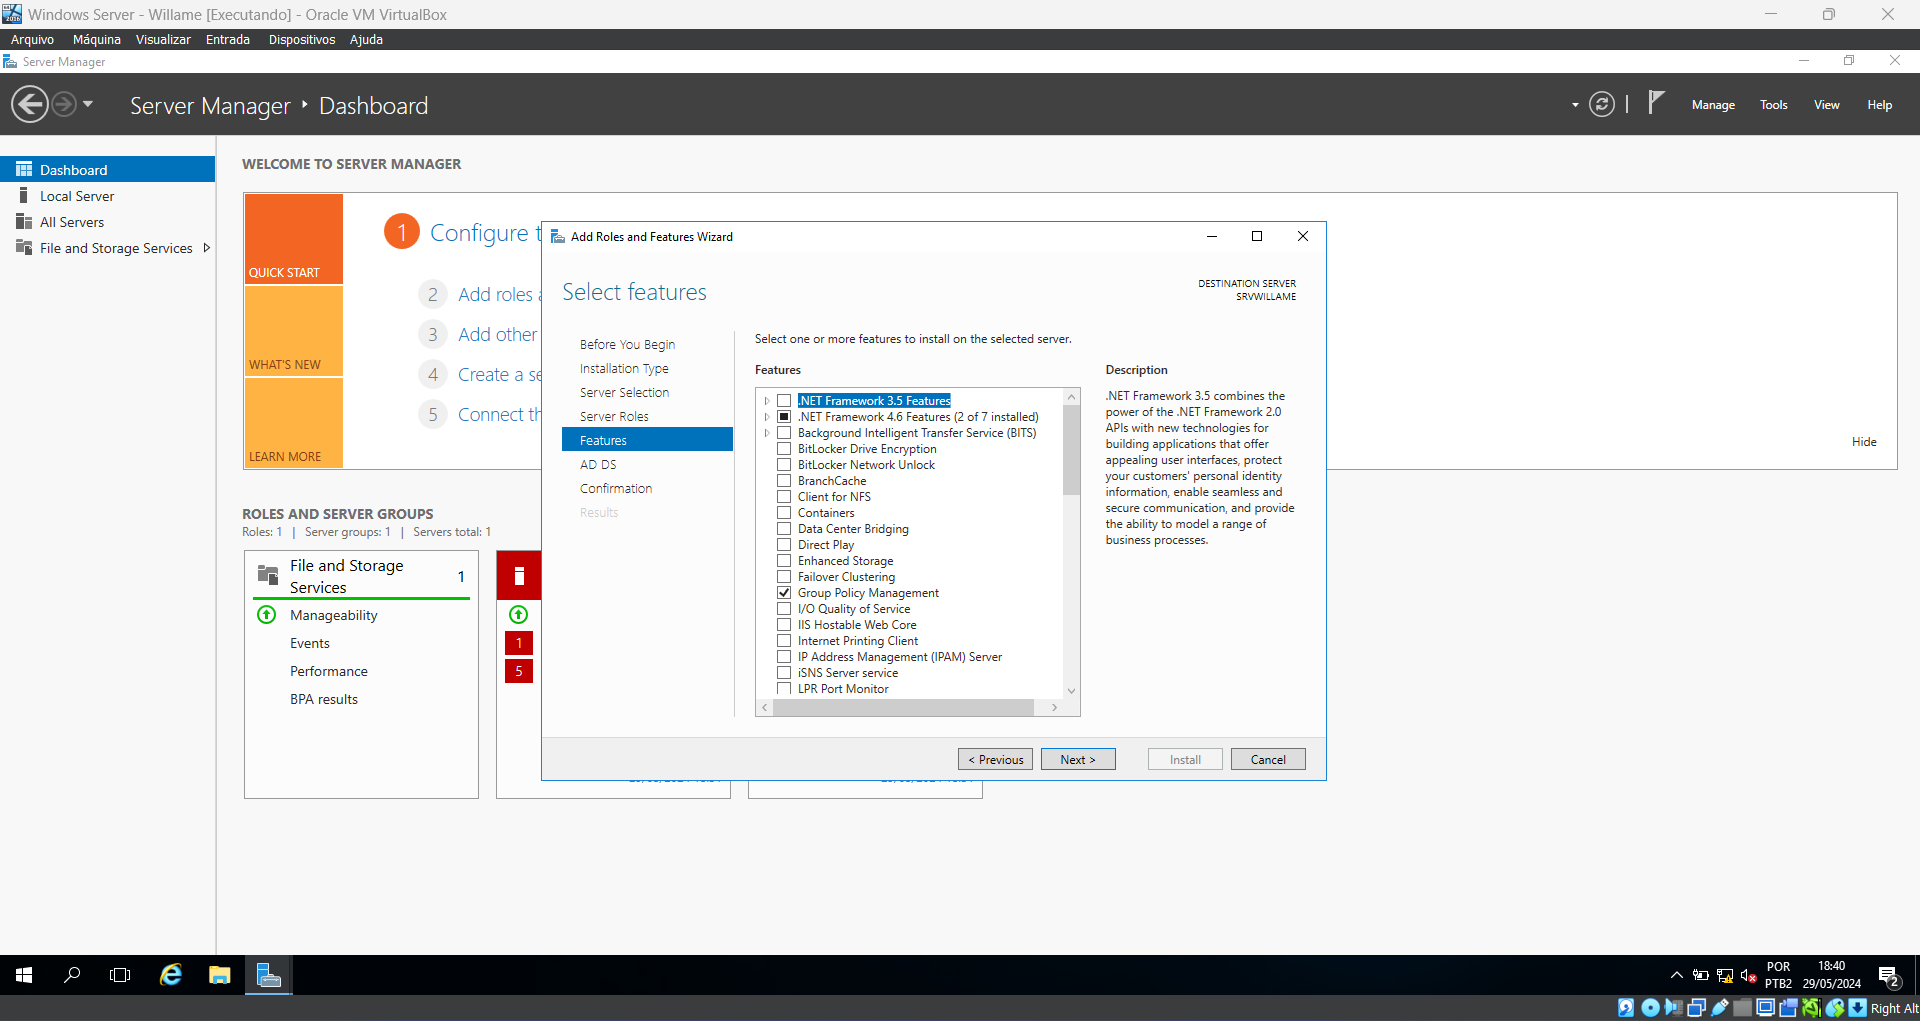 Windows Server - Willame [Executando] - Oracle VM VirtualBox
Arquivo Máquina Visualizar Entrada Dispositivos Ajuda
Server Manager
Server Manager ‣ Dashboard
Manage Tools View Help
Dashboard
Local Server
All Servers
File and Storage Services
WELCOME TO SERVER MANAGER
QUICK START
WHAT'S NEW
LEARN MORE
1 Configure t
2 Add roles a
3 Add other
4 Create a se
5 Connect th
Hide
ROLES AND SERVER GROUPS
Roles: 1 | Server groups: 1 | Servers total: 1
File and Storage
Services
1
Manageability
Events
Performance
BPA results
1
5
Add Roles and Features Wizard
Select features
DESTINATION SERVER
SRVWILLAME
Before You Begin
Installation Type
Server Selection
Server Roles
Features
AD DS
Confirmation
Results
Select one or more features to install on the selected server.
Features
.NET Framework 3.5 Features
.NET Framework 4.6 Features (2 of 7 installed)
Background Intelligent Transfer Service (BITS)
BitLocker Drive Encryption
BitLocker Network Unlock
BranchCache
Client for NFS
Containers
Data Center Bridging
Direct Play
Enhanced Storage
Failover Clustering
Group Policy Management
I/O Quality of Service
IIS Hostable Web Core
Internet Printing Client
IP Address Management (IPAM) Server
iSNS Server service
LPR Port Monitor
Description
.NET Framework 3.5 combines the
power of the .NET Framework 2.0
APIs with new technologies for
building applications that offer
appealing user interfaces, protect
your customers' personal identity
information, enable seamless and
secure communication, and provide
the ability to model a range of
business processes.
< Previous
Next >
Install
Cancel
POR
PTB2
18:40
29/05/2024
2
Right Alt